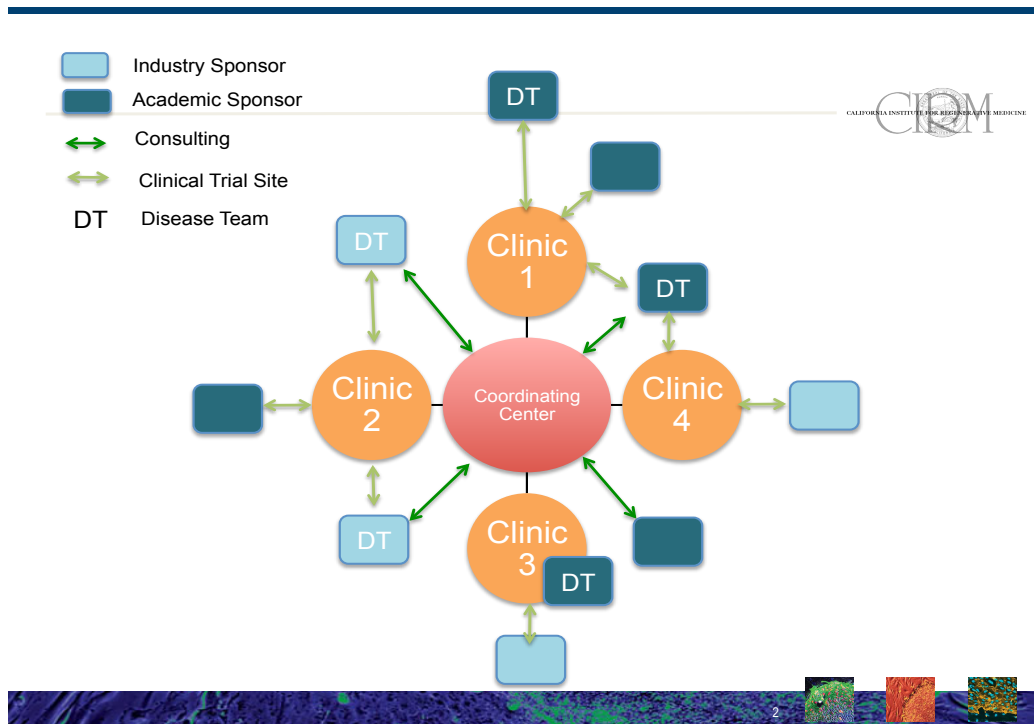 Industry Sponsor
Academic Sponsor
Consulting
Clinical Trial Site
DT Disease Team
DT
CALIFORNIA INSTITUTE FOR REGENERATIVE MEDICINE
CIRM
DT
Clinic
1
DT
Clinic
2
Coordinating
Center
Clinic
4
DT
Clinic
3
DT
2